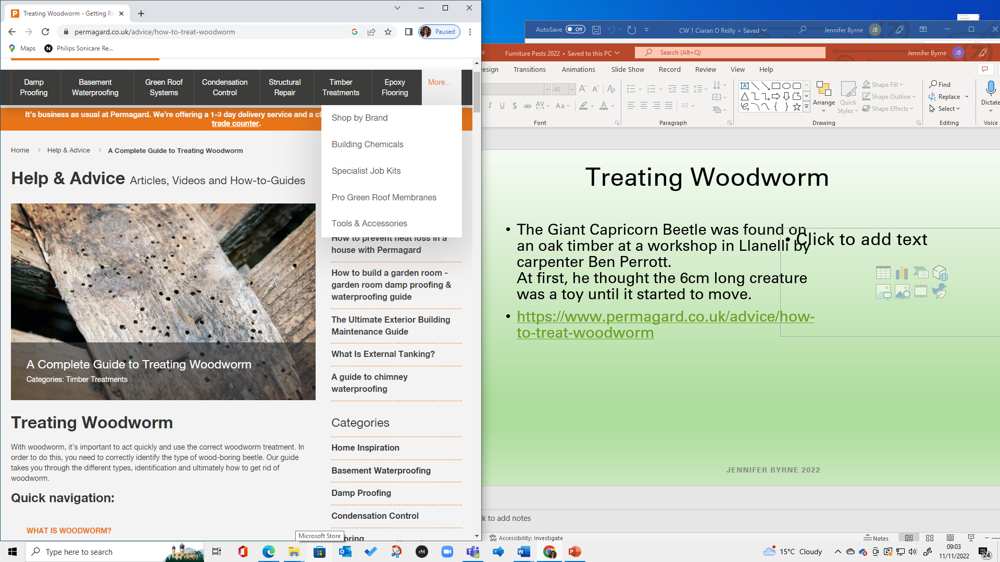 Treating Woodworm - Getting Ri
permagard.co.uk/advice/how-to-treat-woodworm
Paused
Maps
Philips Sonicare Re...
Damp Proofing
Basement Waterproofing
Green Roof Systems
Condensation Control
Structural Repair
Timber Treatments
Epoxy Flooring
More...
It's business as usual at Permagard. We're offering a 1-3 day delivery service and a cl
trade counter.
Shop by Brand
Building Chemicals
Specialist Job Kits
Pro Green Roof Membranes
Tools & Accessories
Home
Help & Advice
A Complete Guide to Treating Woodworm
Help & Advice Articles, Videos and How-to-Guides
A Complete Guide to Treating Woodworm
Categories: Timber Treatments
Treating Woodworm
With woodworm, it's important to act quickly and use the correct woodworm treatment. In
order to do this, you need to correctly identify the type of wood-boring beetle. Our guide
takes you through the different types, identification and ultimately how to get rid of
woodworm.
Quick navigation:
WHAT IS WOODWORM?
How to prevent heat loss in a
house with Permagard
How to build a garden room -
garden room damp proofing &
waterproofing guide
The Ultimate Exterior Building
Maintenance Guide
What Is External Tanking?
A guide to chimney
waterproofing
Categories
Home Inspiration
Basement Waterproofing
Damp Proofing
Condensation Control
oring
Microsoft Store
AutoSave Off
CW 1 Ciaran O Reilly • Saved
Jennifer Byrne
JB
Furniture Pests 2022 • Saved to this PC
Search (Alt+Q)
Jennifer Byrne
JB
esign
Transitions
Animations
Slide Show
Record
Review
View
Help
40
Aa
Font
Paragraph
Arrange
Quick Styles
Shape Fill
Shape Outline
Shape Effects
Drawing
Find
Replace
Select
Editing
Dictate
Voice
Treating Woodworm
• The Giant Capricorn Beetle was found on
an oak timber at a workshop in Llanelli by
carpenter Ben Perrott.
At first, he thought the 6cm long creature
was a toy until it started to move.
• https://www.permagard.co.uk/advice/how-
to-treat-woodworm
• Click to add text
JENNIFER BYRNE 2022
k to add notes
Accessibility: Investigate
Notes
Type here to search
rM
15°C Cloudy
09:03
11/11/2022
24